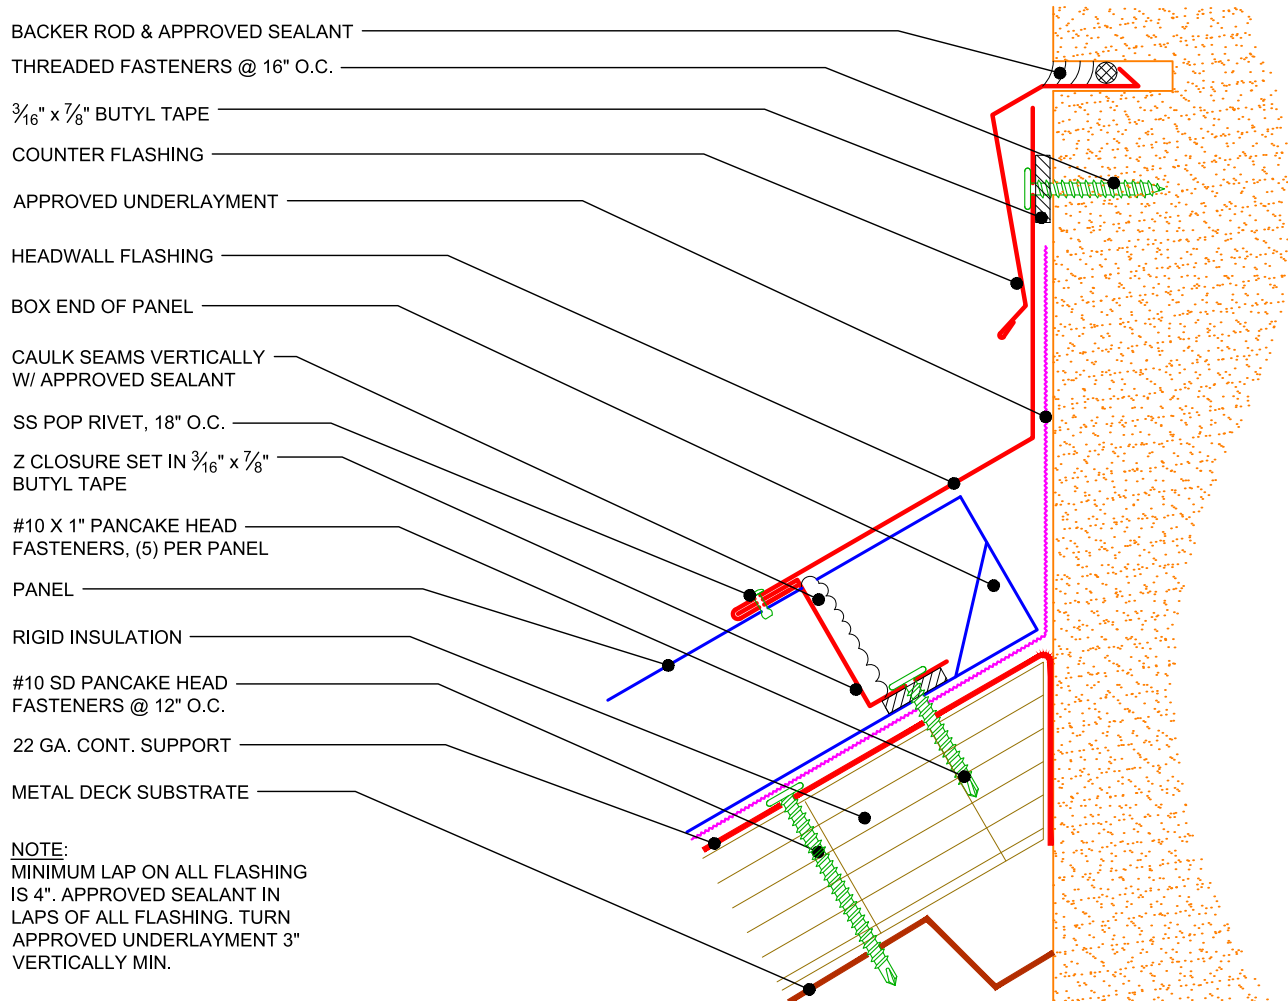 BACKER ROD & APPROVED SEALANT
THREADED FASTENERS @ 16" O.C.
3/16" x 7/8" BUTYL TAPE
COUNTER FLASHING
APPROVED UNDERLAYMENT
HEADWALL FLASHING
BOX END OF PANEL
CAULK SEAMS VERTICALLY
W/ APPROVED SEALANT
SS POP RIVET, 18" O.C.
Z CLOSURE SET IN 3/16" x 7/8"
BUTYL TAPE
#10 X 1" PANCAKE HEAD
FASTENERS, (5) PER PANEL
PANEL
RIGID INSULATION
#10 SD PANCAKE HEAD
FASTENERS @ 12" O.C.
22 GA. CONT. SUPPORT
METAL DECK SUBSTRATE
NOTE:
MINIMUM LAP ON ALL FLASHING
IS 4". APPROVED SEALANT IN
LAPS OF ALL FLASHING. TURN
APPROVED UNDERLAYMENT 3"
VERTICALLY MIN.